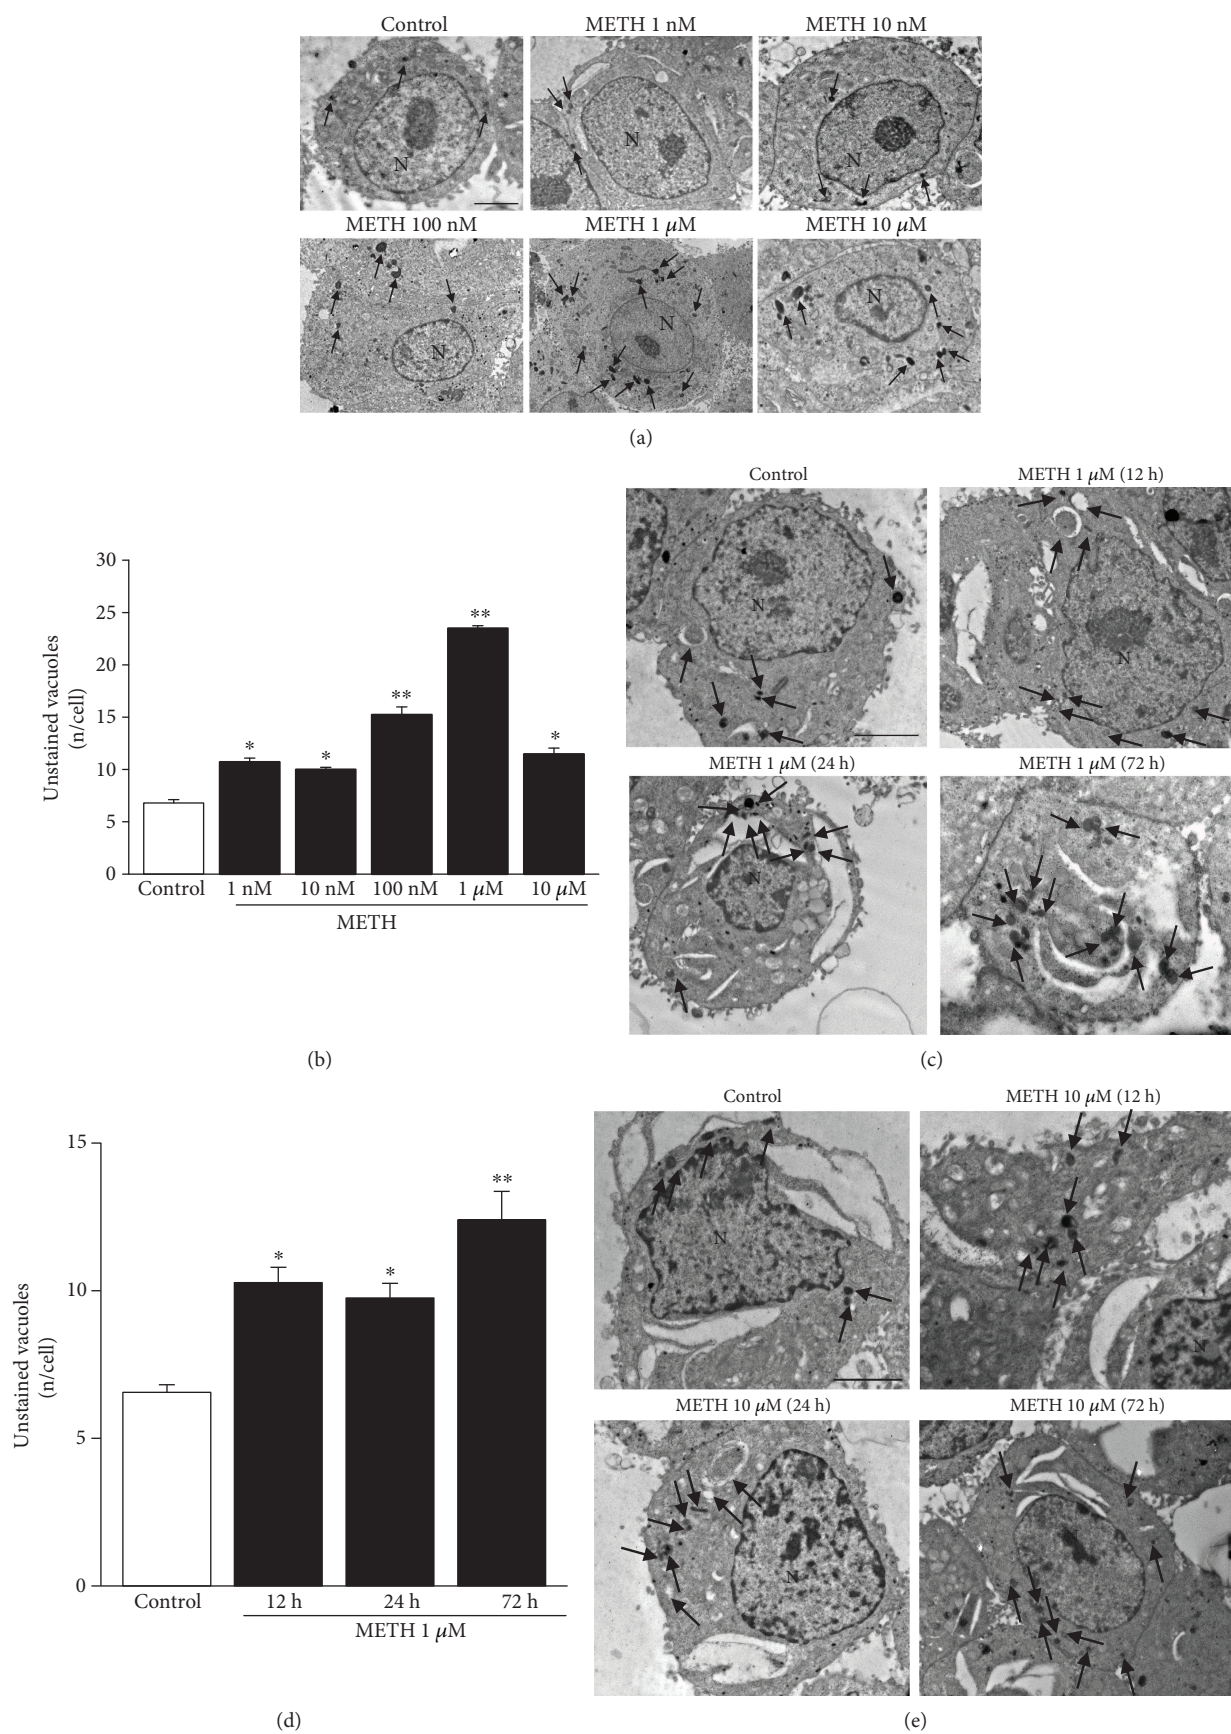 Control
METH 1 nM
METH 10 nM
N
N
N
METH 100 nM
METH 1 μM
METH 10 μM
N
N
N
(a)
Unstained vacuoles
(n/cell)
30
25
20
15
10
5
0
*
*
**
**
*
Control
1 nM
10 nM
100 nM
1 μM
10 μM
METH
(b)
Control
METH 1 μM (12 h)
N
N
METH 1 μM (24 h)
METH 1 μM (72 h)
N
(c)
Unstained vacuoles
(n/cell)
15
10
5
0
*
*
**
Control
12 h
24 h
72 h
METH 1 μM
(d)
Control
METH 10 μM (12 h)
N
N
METH 10 μM (24 h)
METH 10 μM (72 h)
N
(e)